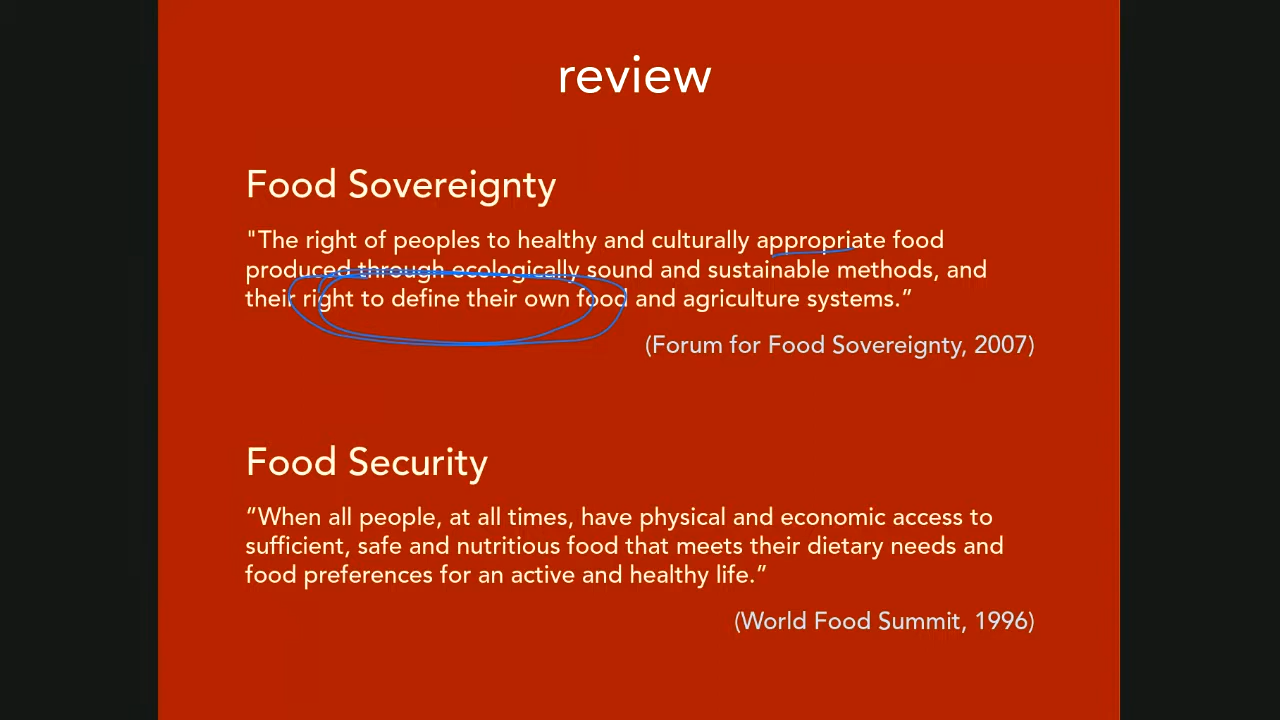 review
Food Sovereignty
"The right of peoples to healthy and culturally appropriate food
produced through ecologically sound and sustainable methods, and
their right to define their own food and agriculture systems.”
(Forum for Food Sovereignty, 2007)
Food Security
“When all people, at all times, have physical and economic access to
sufficient, safe and nutritious food that meets their dietary needs and
food preferences for an active and healthy life.”
(World Food Summit, 1996)